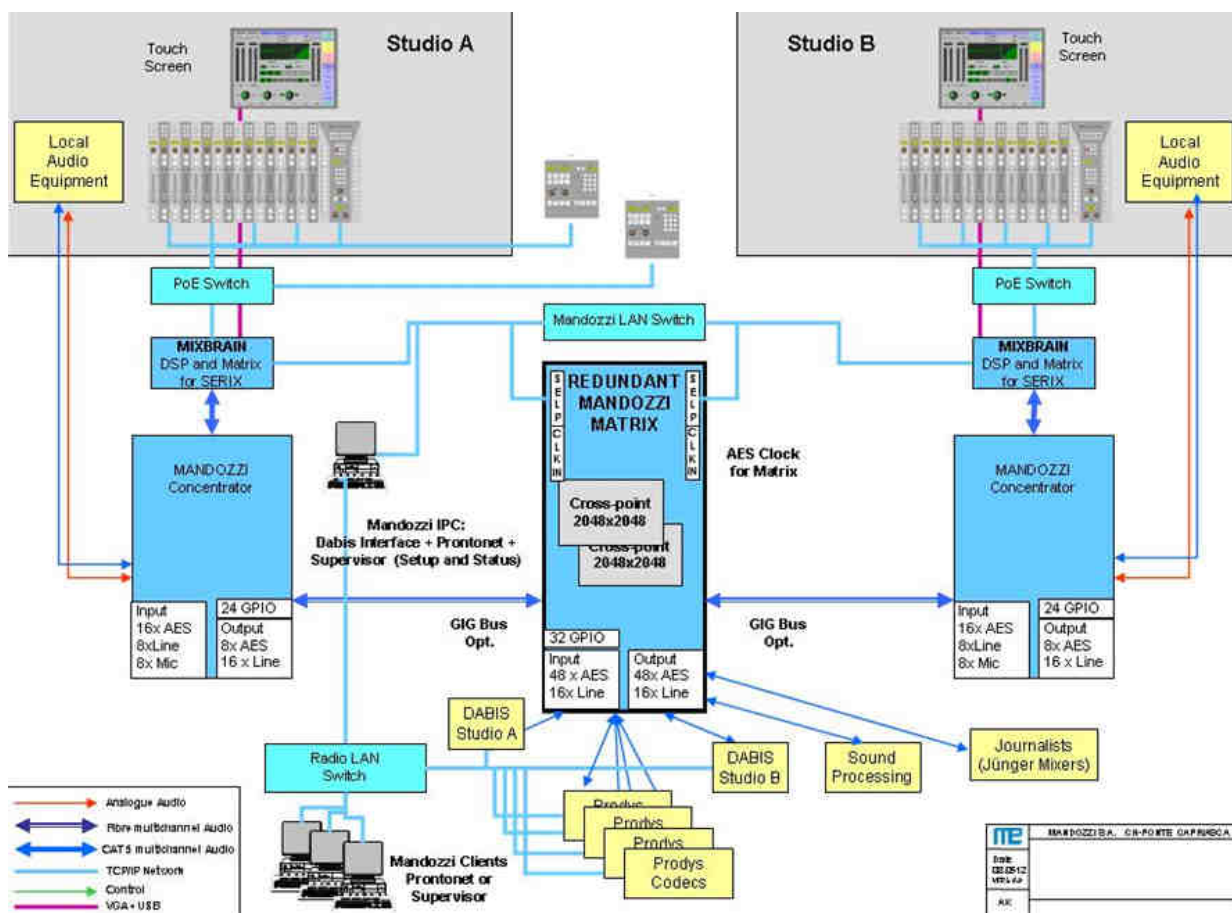 Studio A
Touch
Screen
Local
Audio
Equipment
PoE Switch
MIXBRAIN
DSP and Matrix
for SERIX
MANDOZZI
Concentrator
Input
16x AES
8xLine
8x Mic
24 GPIO
Output
8x AES
16 x Line
Studio B
Touch
Screen
Local
Audio
Equipment
PoE Switch
MIXBRAIN
DSP and Matrix
for SERIX
MANDOZZI
Concentrator
Input
16x AES
8xLine
8x Mic
24 GPIO
Output
8x AES
16 x Line
Mandozzi LAN Switch
REDUNDANT
MANDOZZI
MATRIX
SELP
CLK IN
SELP
CLK IN
AES Clock
for Matrix
Cross-point
2048x2048
Cross-point
2048x2048
32 GPIO
Input
48 x AES
16x Line
Output
48x AES
16x Line
Mandozzi IPC:
Dabis Interface + Prontonet +
Supervisor (Setup and Status)
GIG Bus
Opt.
GIG Bus
Opt.
DABIS
Studio A
DABIS
Studio B
Sound
Processing
Journalists
(Jünger Mixers)
Radio LAN
Switch
Prodys
Prodys
Prodys
Prodys
Codecs
Mandozzi Clients
Prontonet or
Supervisor
Analogue Audio
Fibre multichannel Audio
CAT5 multichannel Audio
TCP/IP Network
Control
VGA + USB
MANDOZZI